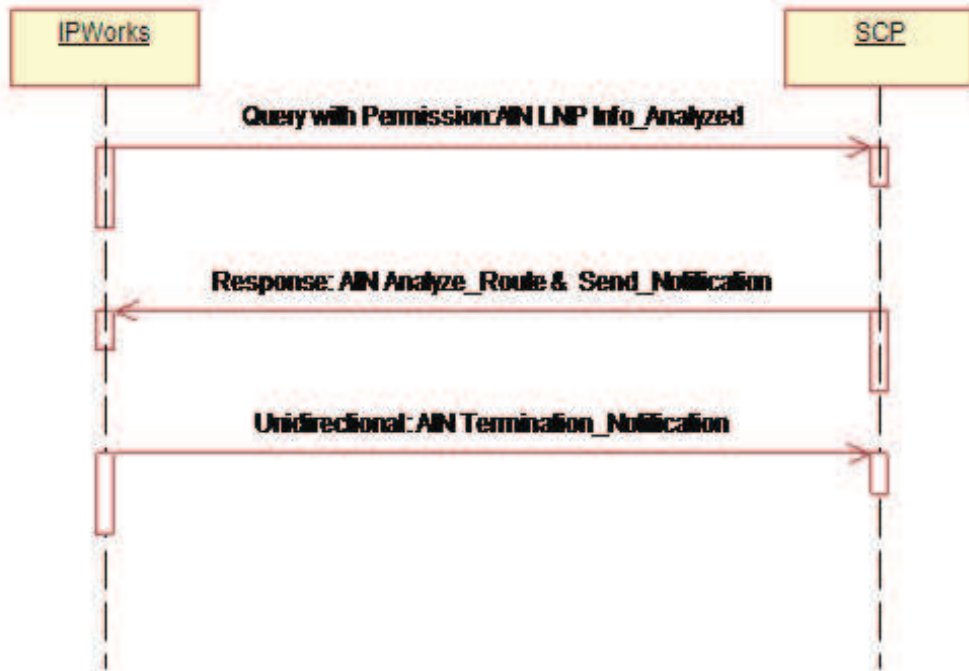 IPWorks
SCP
Query with Permission:AIN LNP Info_Analyzed
Response: AIN Analyze_Route & Send_Notification
Unidirectional: AIN Termination_Notification